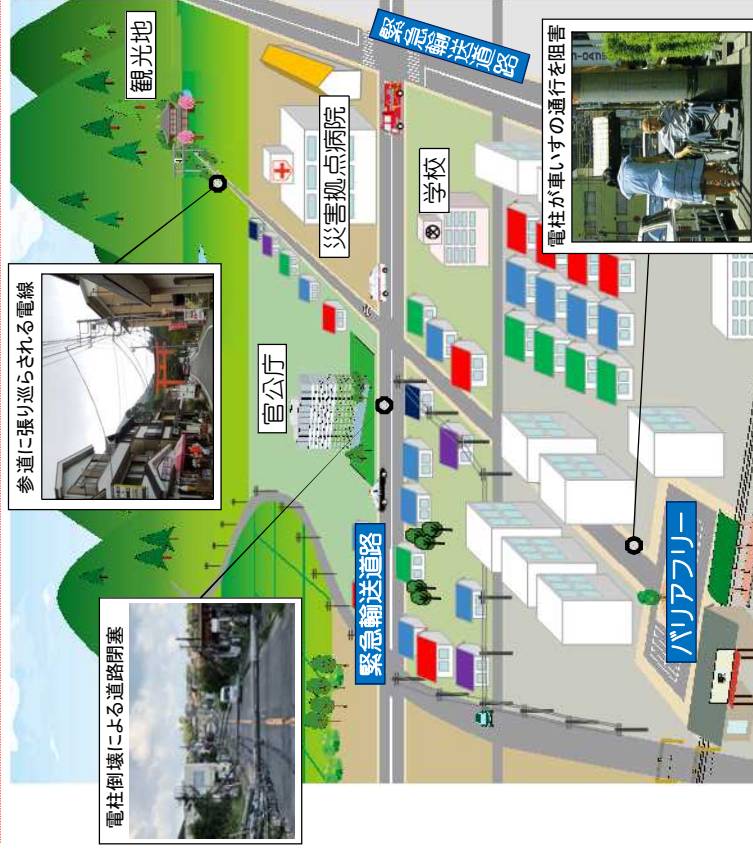 電柱倒壊による道路閉塞
参道に張り巡らされる電線
観光地
官公庁
緊急輸送道路
災害拠点病院
緊急輸送道路
学校
バリアフリー
電柱が車いすの通行を阻害